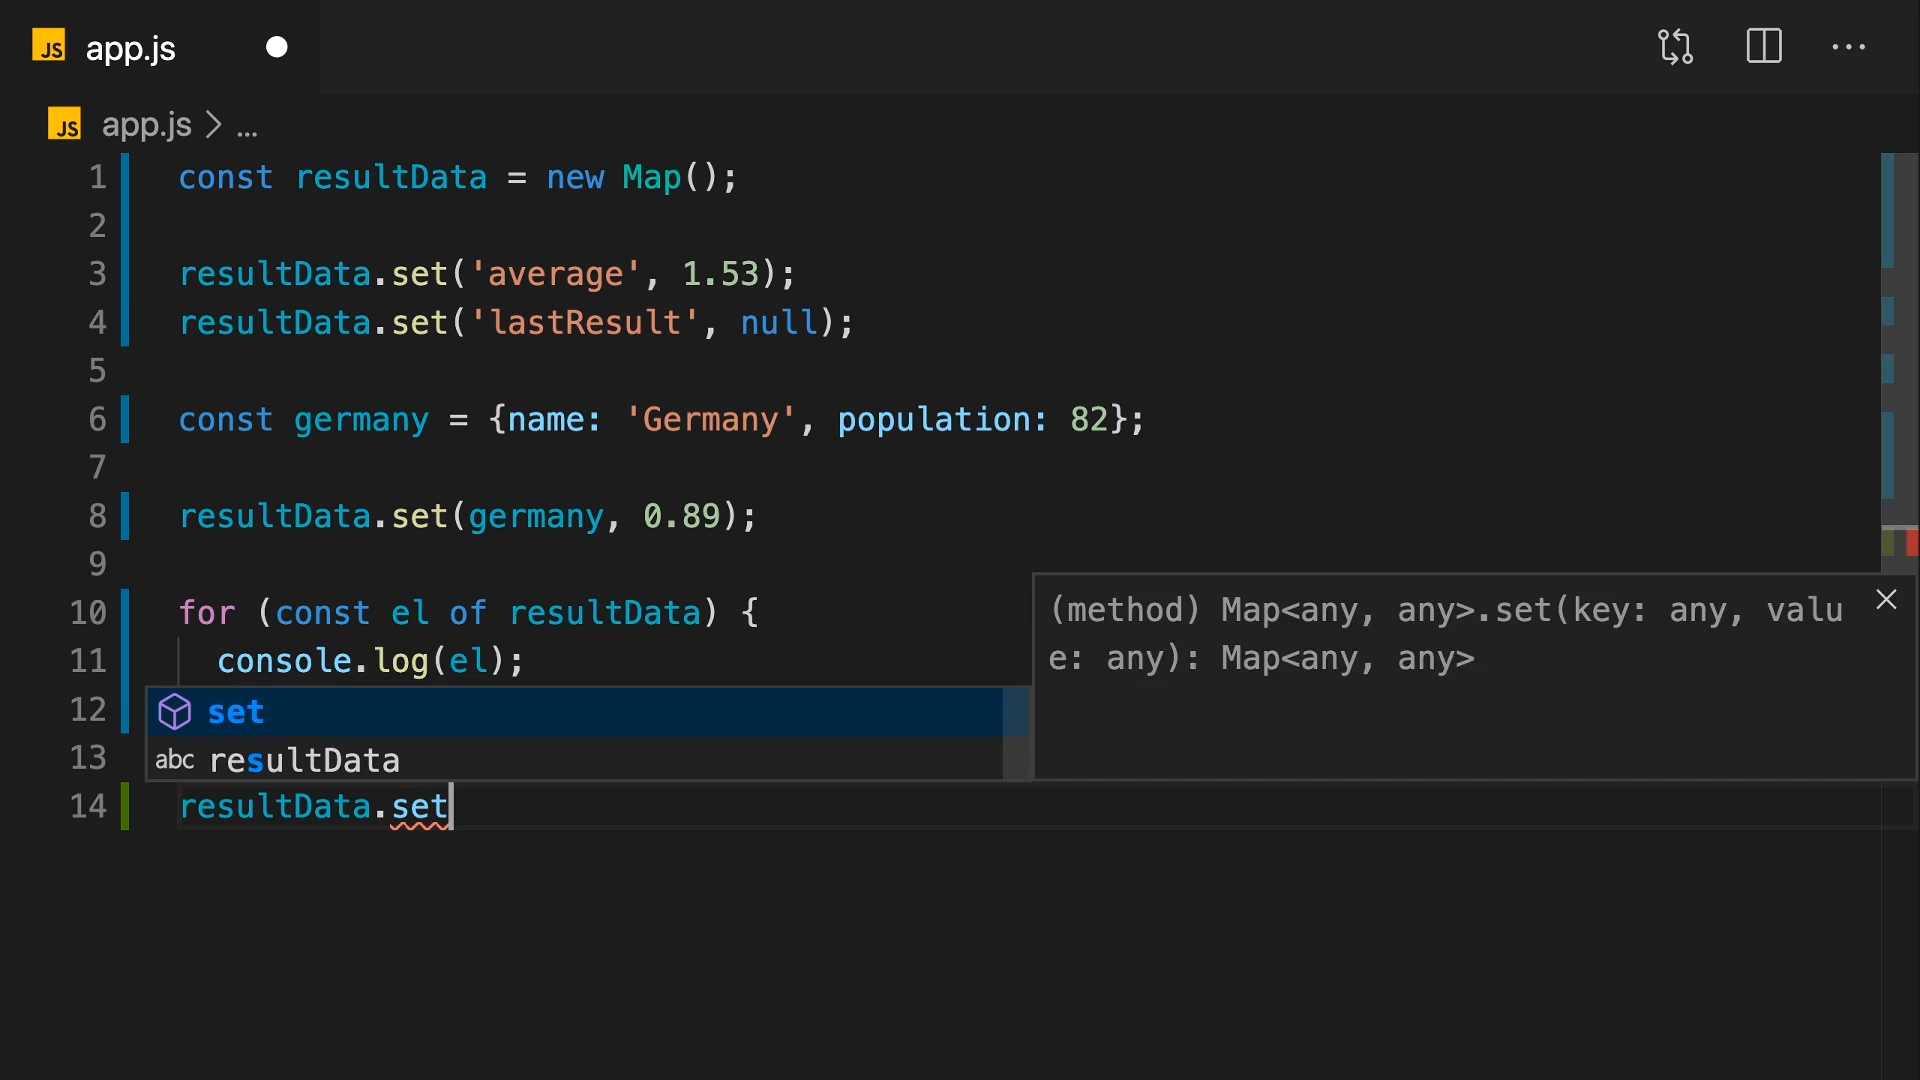 JS app.js
JS app.js > ...
1 const resultData = new Map();
2
3 resultData.set('average', 1.53);
4 resultData.set('lastResult', null);
5
6 const germany = {name: 'Germany', population: 82};
7
8 resultData.set(germany, 0.89);
9
10 for (const el of resultData) {
11 console.log(el);
12 set
13 abc resultData
14 resultData.set
(method) Map<any, any>.set(key: any, valu
e: any): Map<any, any>